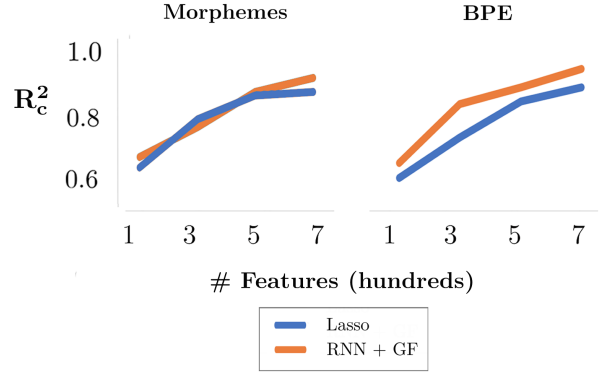 Morphemes BPE
1.0
R²c
0.8
0.6
1 3 5 7 1 3 5 7
# Features (hundreds)
Lasso
RNN + GF